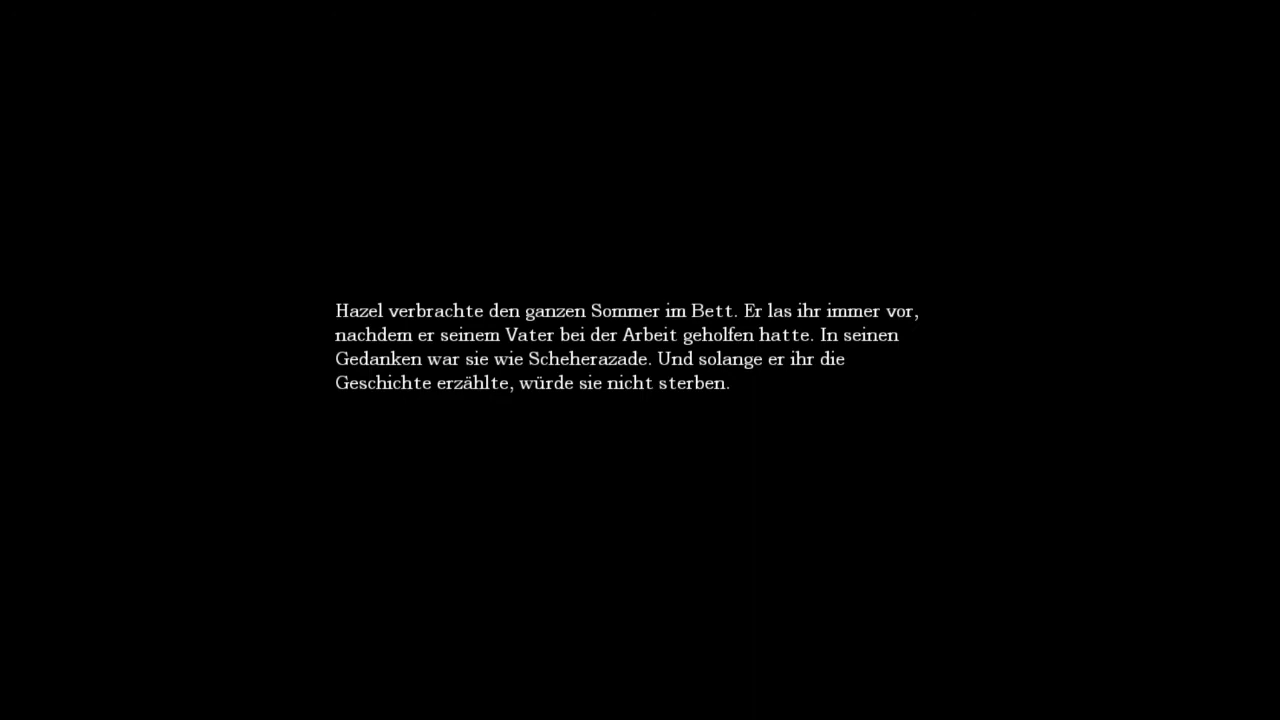 Hazel verbrachte den ganzen Sommer im Bett. Er las ihr immer vor,
nachdem er seinem Vater bei der Arbeit geholfen hatte. In seinen
Gedanken war sie wie Scheherazade. Und solange er ihr die
Geschichte erzählte, würde sie nicht sterben.